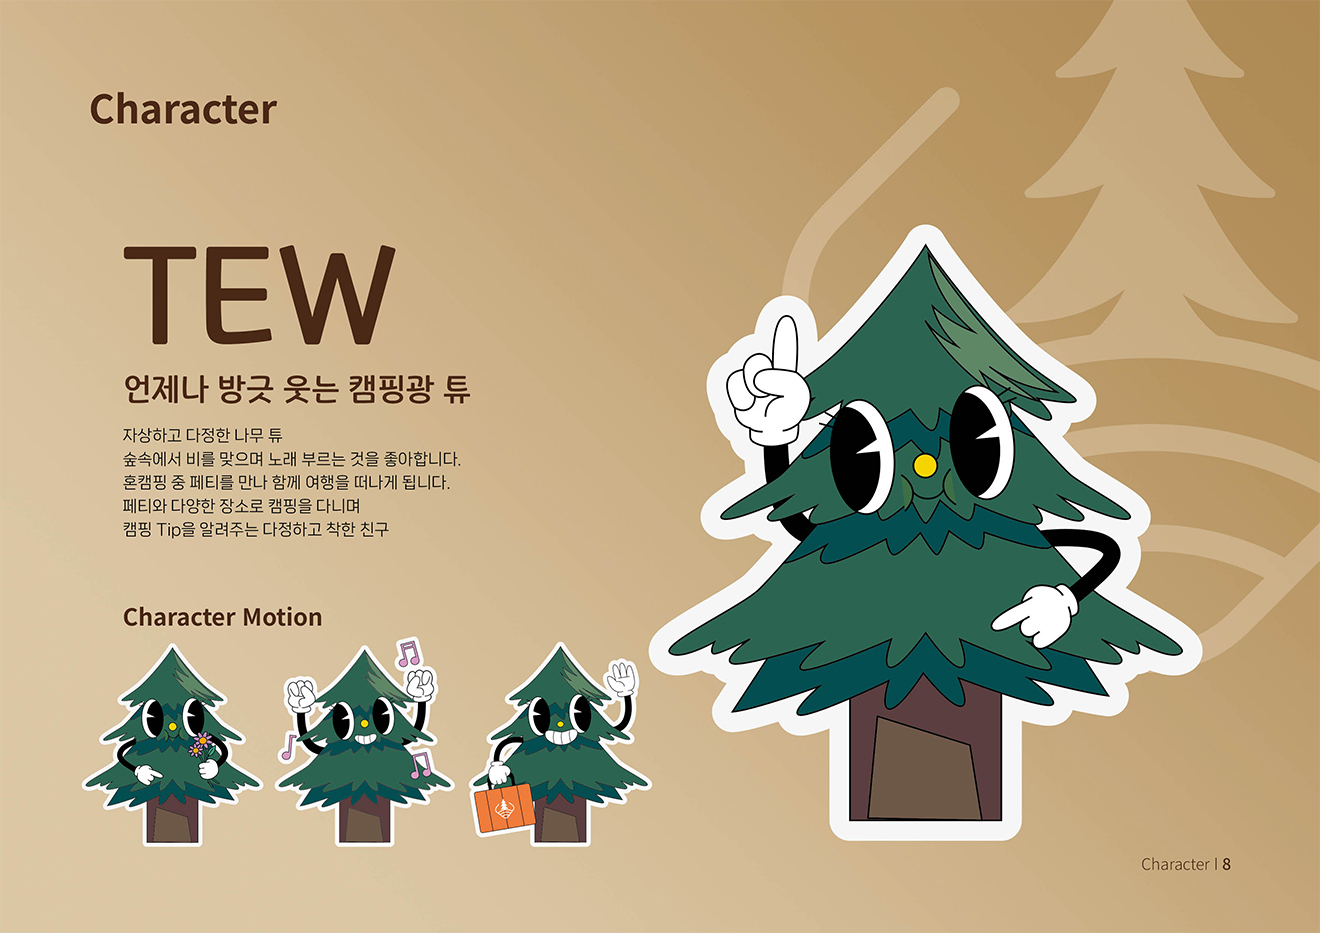 Character
TEW
언제나 방긋 웃는 캠핑광 튜
자상하고 다정한 나무 튜
숲속에서 비를 맞으며 노래 부르는 것을 좋아합니다.
혼캠핑 중 페티를 만나 함께 여행을 떠나게 됩니다.
페티와 다양한 장소로 캠핑을 다니며
캠핑 Tip을 알려주는 다정하고 착한 친구
Character Motion
Character | 8